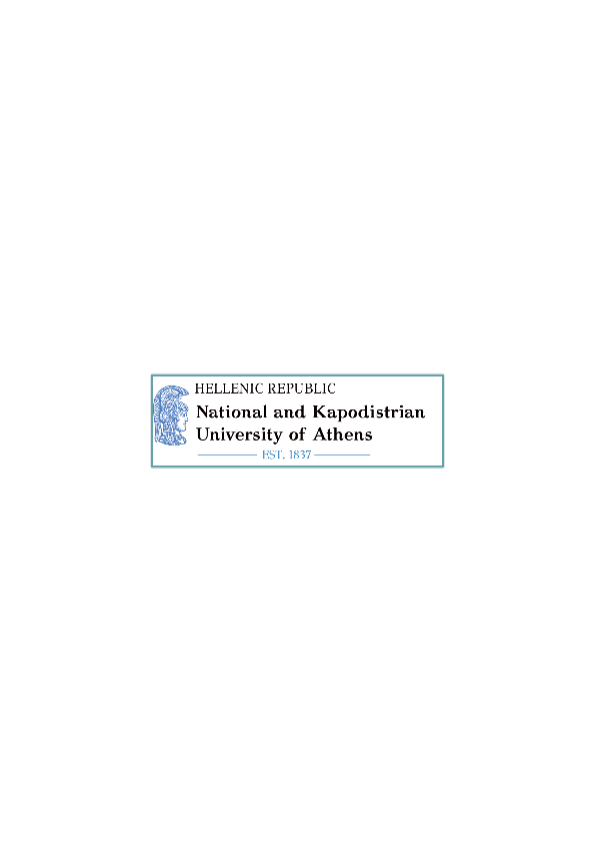 HELLENIC REPUBLIC
National and Kapodistrian
University of Athens
EST. 1837